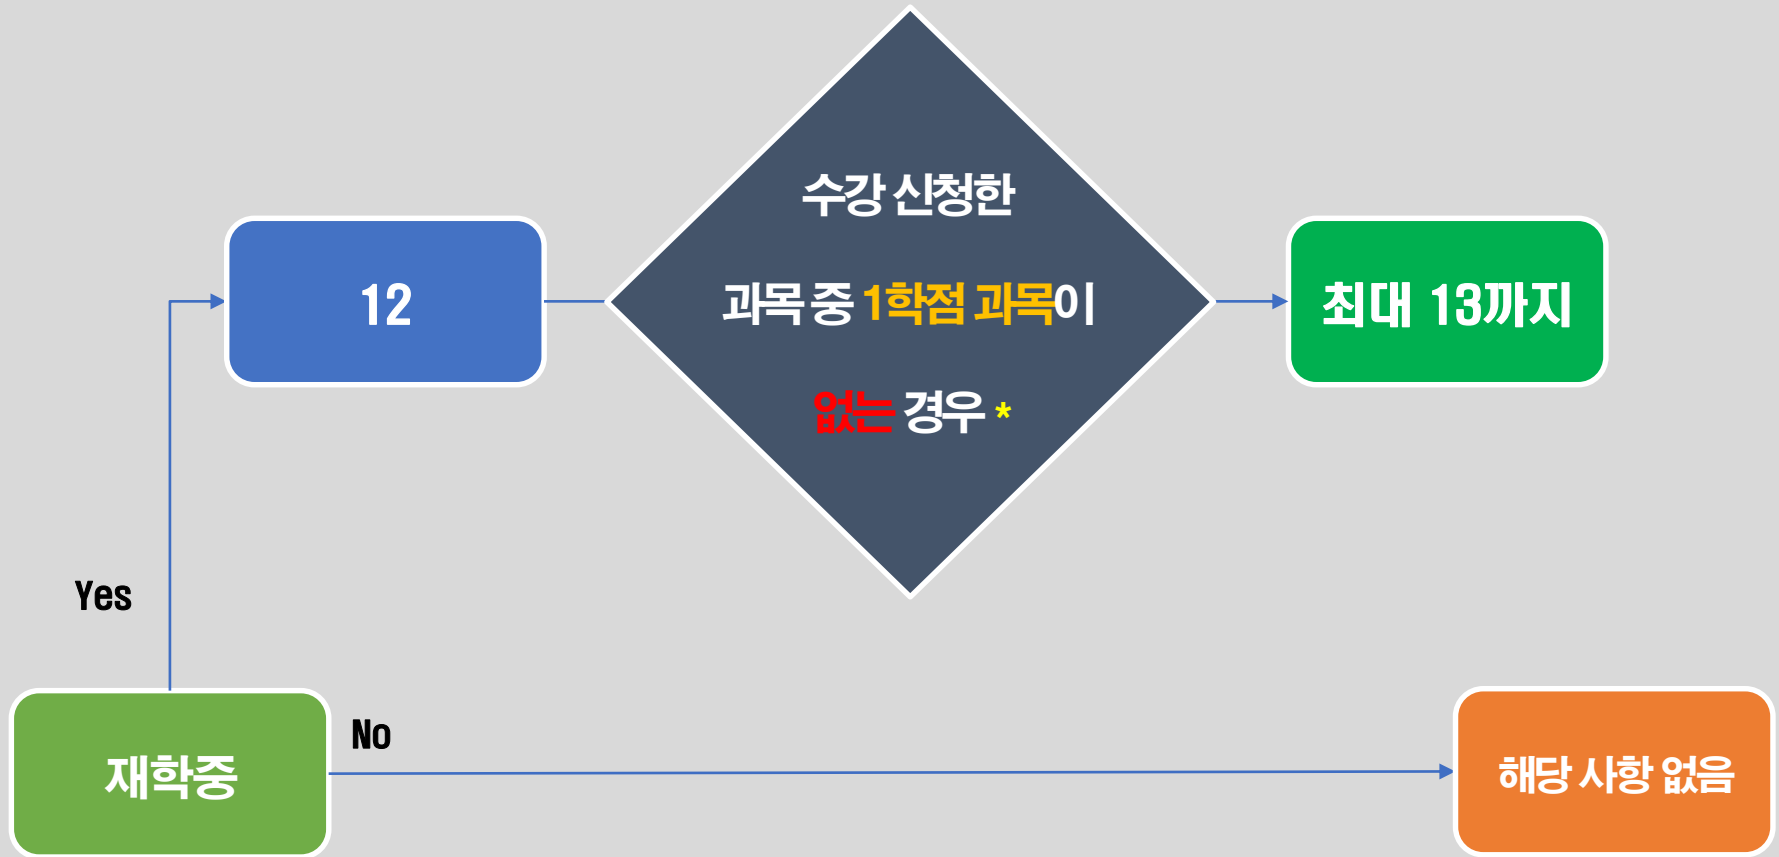 수강 신청한
12
과목 중 1학점 과목이
최대 13까지
없는 경우 *
Yes
No
재학중
해당 사항 없음